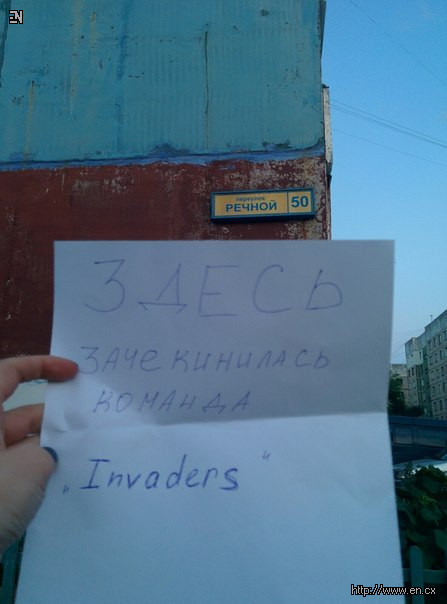 EN
переулок
РЕЧНОЙ 50
ЗДЕСЬ
ЗАЧЕКИНИЛАСЬ
КОМАНДА
„Invaders"
http://www.en.cx